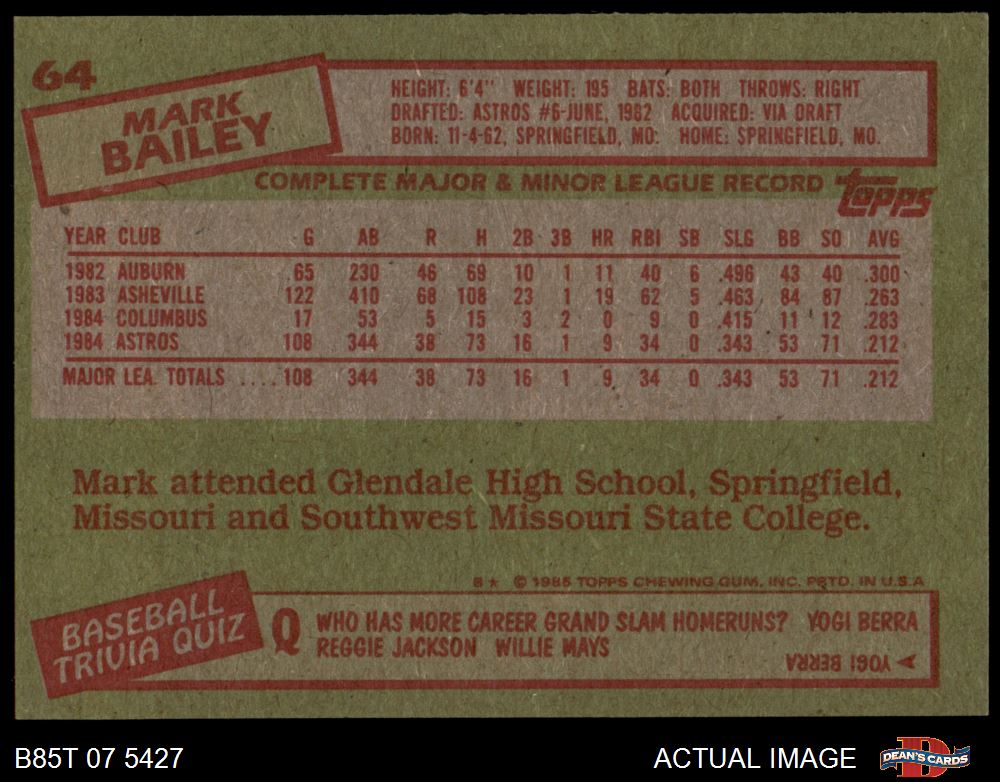 64
MARK
BAILEY
HEIGHT: 6'4" WEIGHT: 195 BATS: BOTH THROWS: RIGHT
DRAFTED: ASTROS #6-JUNE, 1982 ACQUIRED: VIA DRAFT
BORN: 11-4-62, SPRINGFIELD, MO. HOME: SPRINGFIELD, MO.
COMPLETE MAJOR & MINOR LEAGUE RECORD topps
YEAR CLUB G AB R H 2B 3B HR RBI SB SLG BB SO AVG
1982 AUBURN 65 230 46 69 10 1 11 40 6 .496 43 40 .300
1983 ASHEVILLE 122 410 68 108 23 1 19 62 5 .463 84 87 .263
1984 COLUMBUS 17 53 5 15 3 2 0 9 0 .415 11 12 .283
1984 ASTROS 108 344 38 73 16 1 9 34 0 .343 53 71 .212
MAJOR LEA. TOTALS ....108 344 38 73 16 1 9 34 0 .343 53 71 .212
Mark attended Glendale High School, Springfield,
Missouri and Southwest Missouri State College.
B★ © 1985 TOPPS CHEWING GUM, INC. PRTD. IN U.S.A
BASEBALL
TRIVIA QUIZ
Q WHO HAS MORE CAREER GRAND SLAM HOMERUNS? YOGI BERRA
REGGIE JACKSON WILLIE MAYS
A YOGI BERRA
B85T 07 5427 ACTUAL IMAGE DEAN'S CARDS